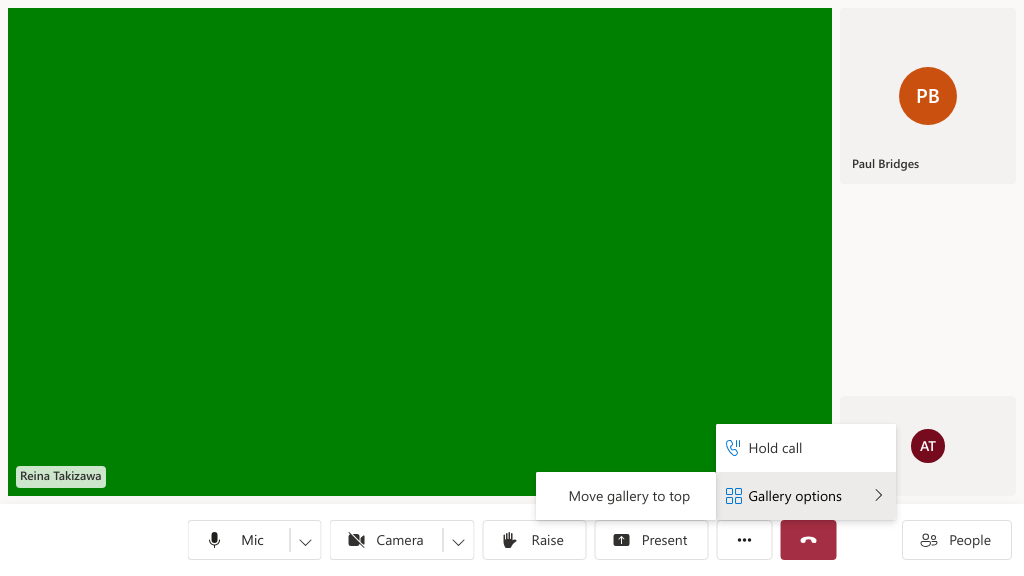 PB
Paul Bridges
Reina Takizawa
AT
Hold call
Move gallery to top
Gallery options
Mic
Camera
Raise
Present
People